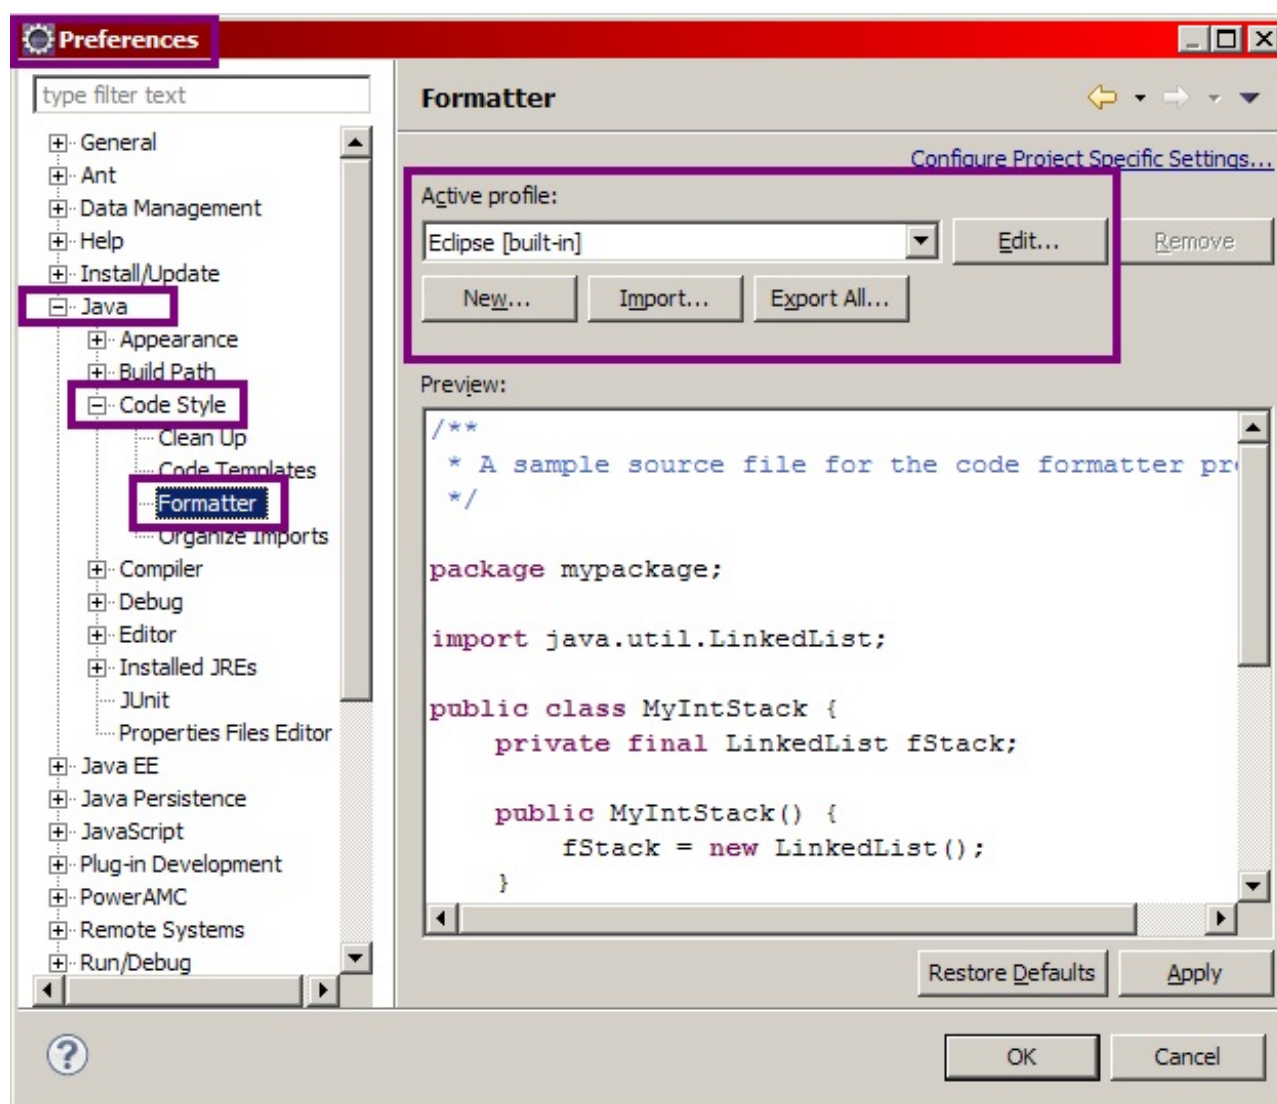 Preferences
type filter text
General
Ant
Data Management
Help
Install/Update
Java
Appearance
Build Path
Code Style
Clean Up
Code Templates
Formatter
Organize Imports
Compiler
Debug
Editor
Installed JREs
JUnit
Properties Files Editor
Java EE
Java Persistence
JavaScript
Plug-in Development
PowerAMC
Remote Systems
Run/Debug
Formatter
Configure Project Specific Settings...
Active profile:
Eclipse [built-in]
Edit...
Remove
New...
Import...
Export All...
Preview:
/**
* A sample source file for the code formatter pr
*/
package mypackage;
import java.util.LinkedList;
public class MyIntStack {
private final LinkedList fStack;
public MyIntStack() {
fStack = new LinkedList();
}
Restore Defaults
Apply
?
OK
Cancel